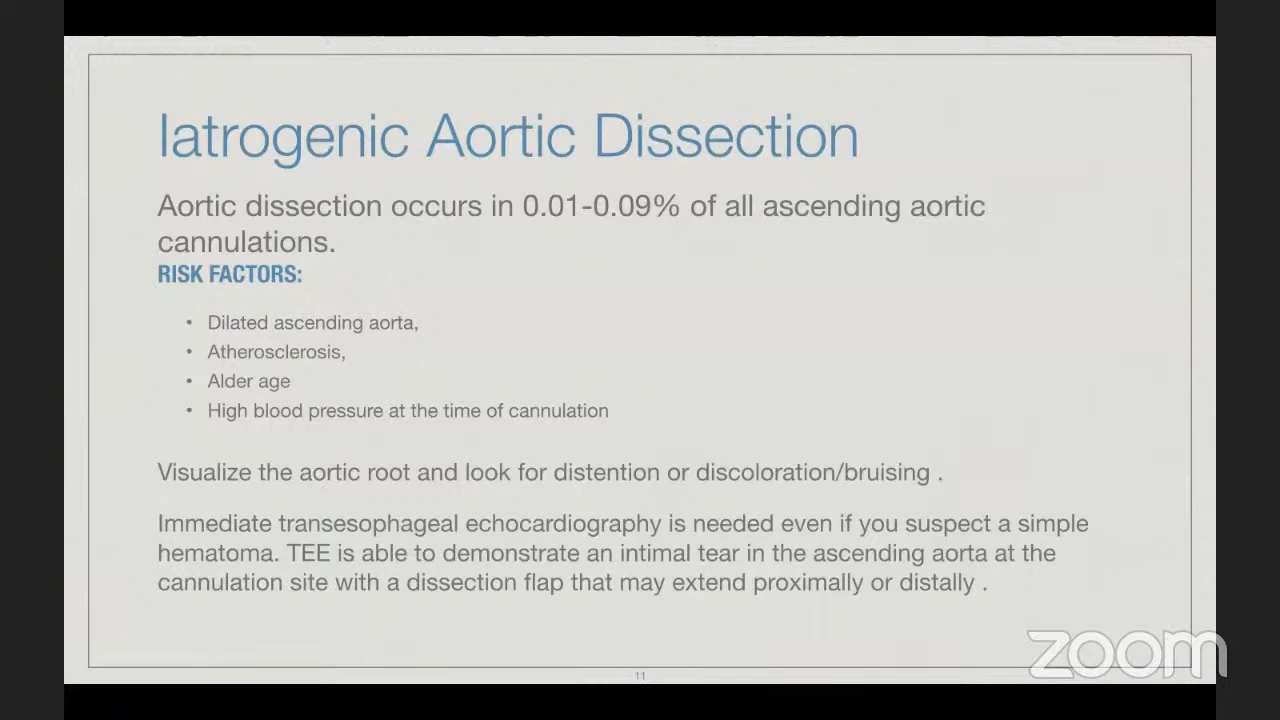 Iatrogenic Aortic Dissection
Aortic dissection occurs in 0.01-0.09% of all ascending aortic
cannulations.
RISK FACTORS:
• Dilated ascending aorta,
• Atherosclerosis,
• Alder age
• High blood pressure at the time of cannulation
Visualize the aortic root and look for distention or discoloration/bruising .
Immediate transesophageal echocardiography is needed even if you suspect a simple
hematoma. TEE is able to demonstrate an intimal tear in the ascending aorta at the
cannulation site with a dissection flap that may extend proximally or distally .
zoom
11